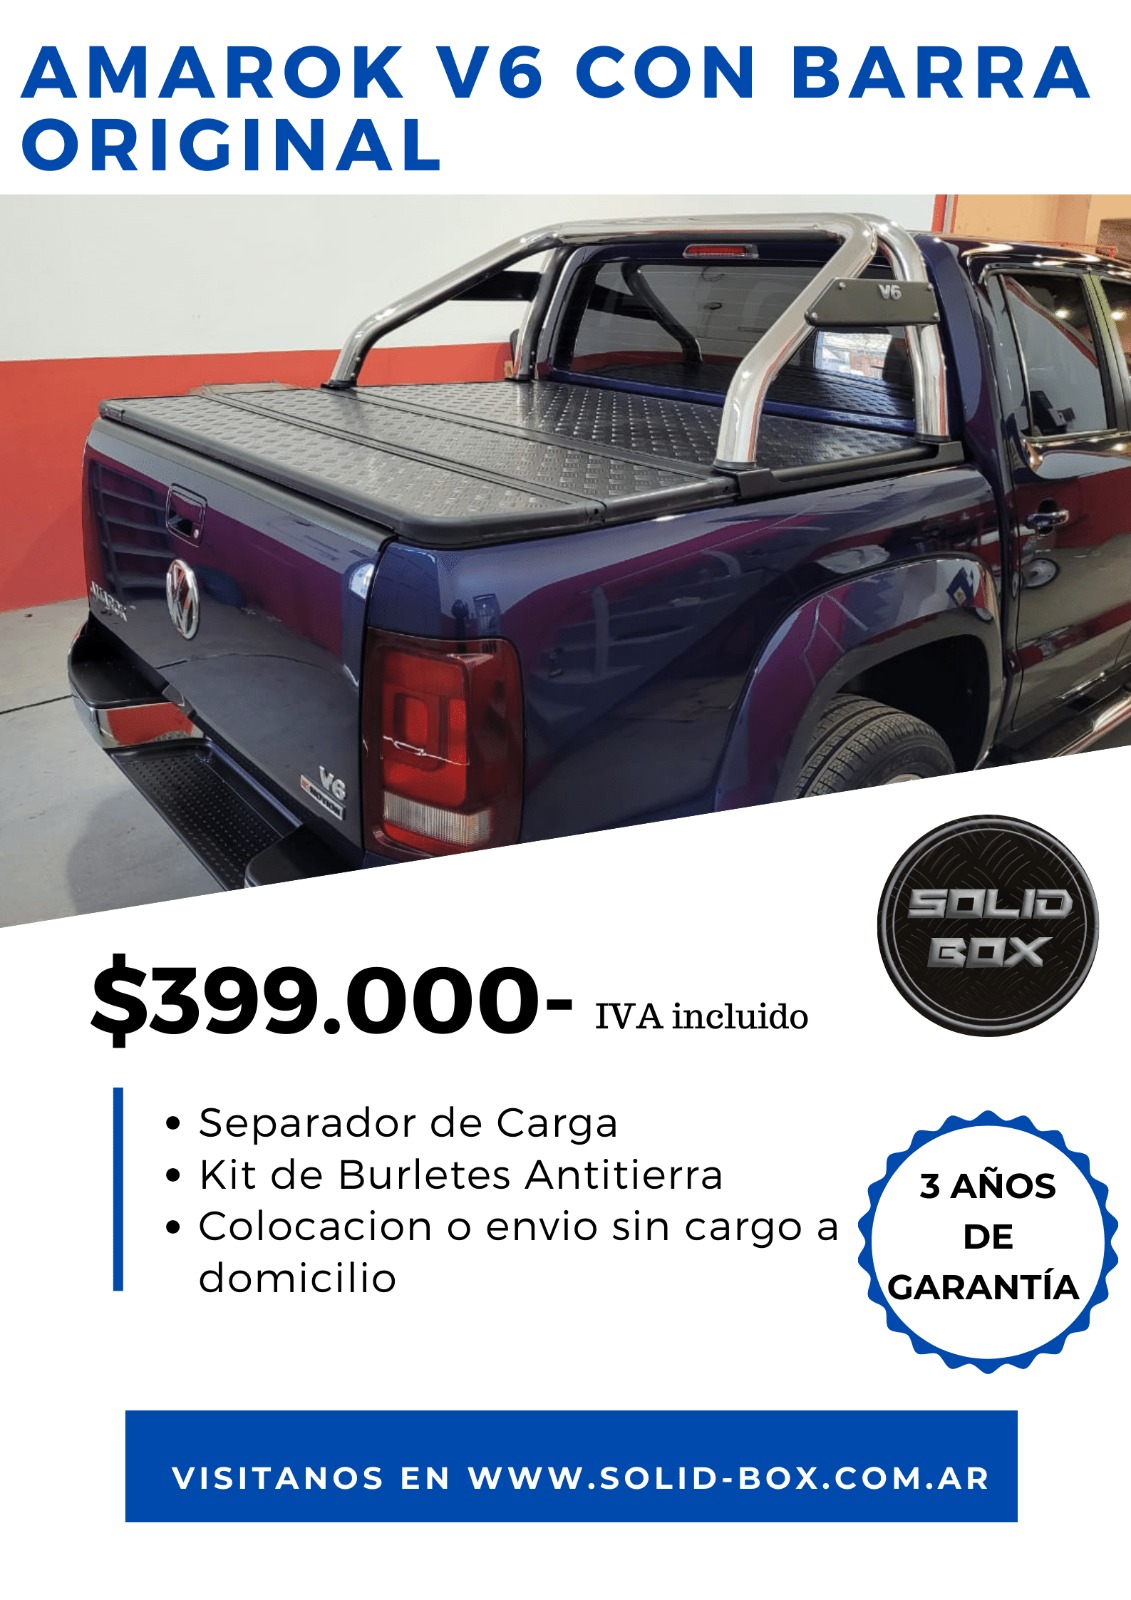 AMAROK V6 CON BARRA
ORIGINAL
V6
V6
SOLID
BOX
$399.000- IVA incluido
• Separador de Carga
• Kit de Burletes Antitierra
• Colocacion o envio sin cargo a
domicilio
3 AÑOS
DE
GARANTÍA
VISITANOS EN WWW.SOLID-BOX.COM.AR